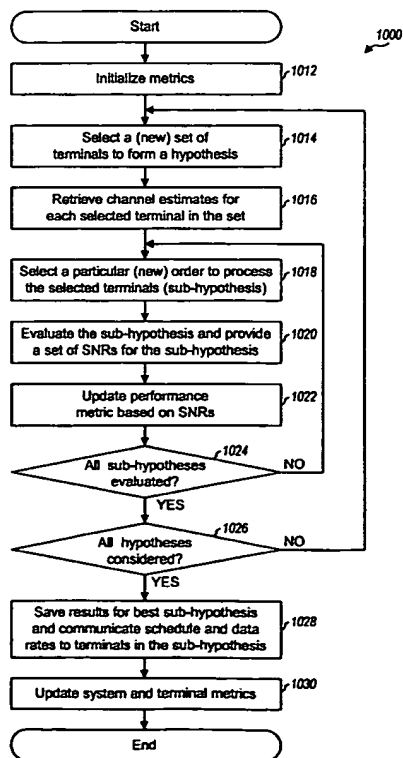 Start
1000
Initialize metrics
1012
Select a (new) set of
terminals to form a hypothesis
1014
Retrieve channel estimates for
each selected terminal in the set
1016
Select a particular (new) order to process
the selected terminals (sub-hypothesis)
1018
Evaluate the sub-hypothesis and provide
a set of SNRs for the sub-hypothesis
1020
Update performance
metric based on SNRs
1022
1024
All sub-hypotheses
evaluated?
NO
YES
1026
All hypotheses
considered?
NO
YES
Save results for best sub-hypothesis
and communicate schedule and data
rates to terminals in the sub-hypothesis
1028
Update system and terminal metrics
1030
End